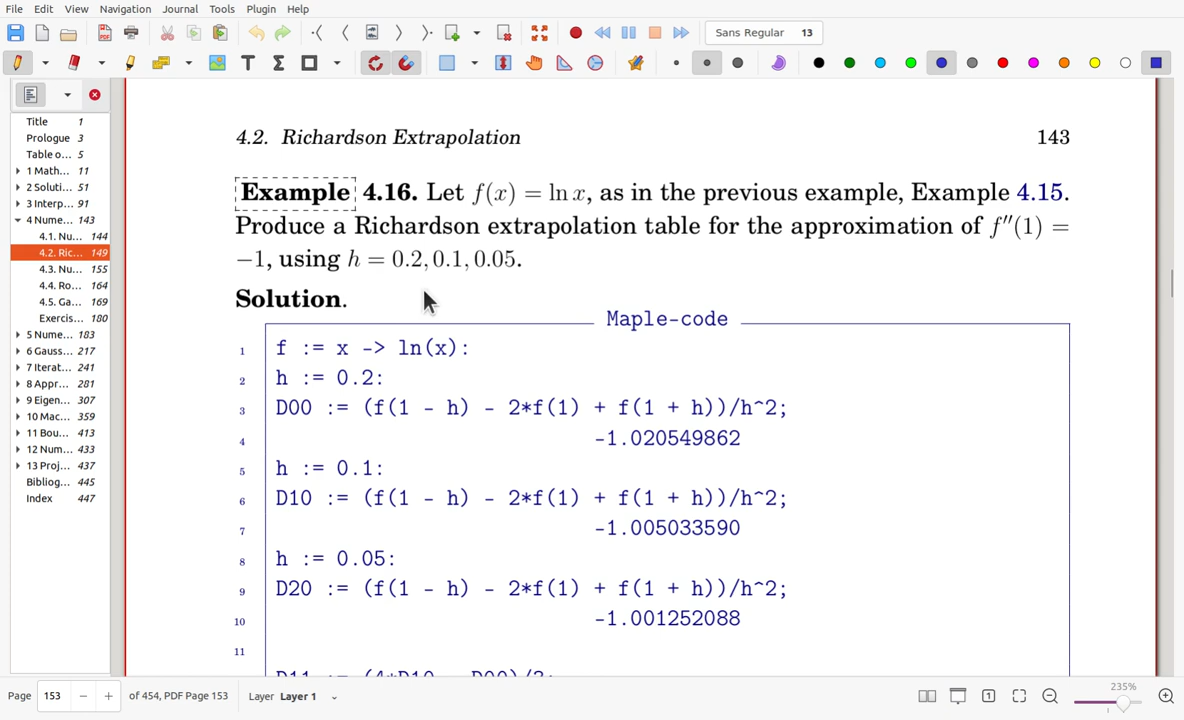 File Edit View Navigation Journal Tools Plugin Help
Sans Regular 13
Title 1
Prologue 3
Table o... 5
1 Math... 11
2 Soluti... 51
3 Interp... 91
4 Nume... 143
4.1. Nu... 144
4.2. Ric... 149
4.3. Nu... 155
4.4. Ro... 164
4.5. Ga... 169
Exercis... 180
5 Nume... 183
6 Gauss... 217
7 Iterat... 241
8 Appr... 281
9 Eigen... 307
10 Mac... 359
11 Bou... 413
12 Num... 433
13 Proj... 437
Bibliog... 445
Index 447
4.2. Richardson Extrapolation 143
Example 4.16. Let f(x) = ln x, as in the previous example, Example 4.15.
Produce a Richardson extrapolation table for the approximation of f″(1) =
−1, using h = 0.2, 0.1, 0.05.
Solution.
Maple-code
1 f := x -> ln(x):
2 h := 0.2:
3 D00 := (f(1 - h) - 2*f(1) + f(1 + h))/h^2;
4 -1.020549862
5 h := 0.1:
6 D10 := (f(1 - h) - 2*f(1) + f(1 + h))/h^2;
7 -1.005033590
8 h := 0.05:
9 D20 := (f(1 - h) - 2*f(1) + f(1 + h))/h^2;
10 -1.001252088
11
D11 := (4*D10 - D00)/3:
Page 153 − + of 454, PDF Page 153 Layer Layer 1 235%